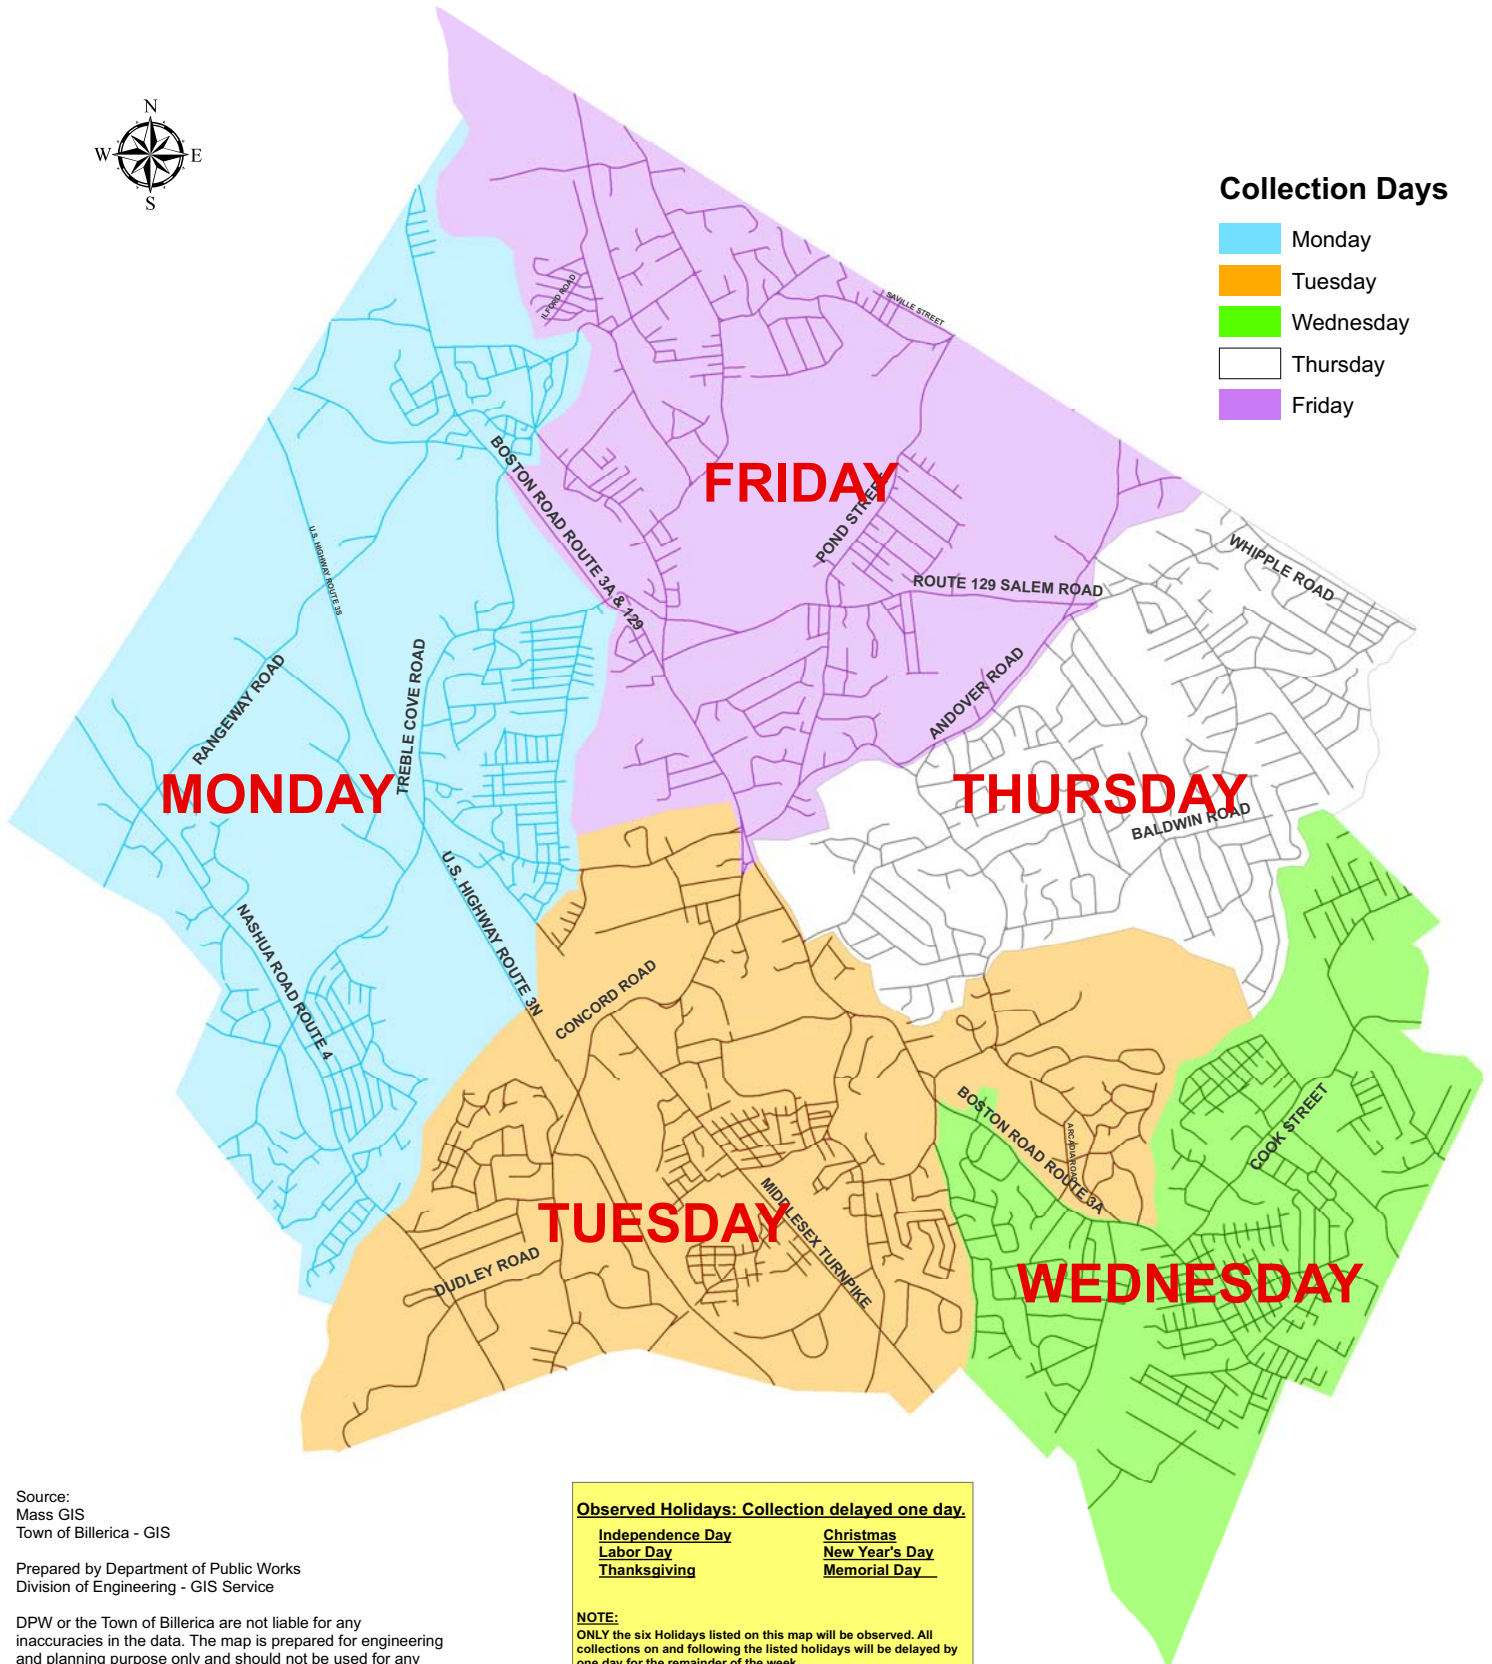 N
W E
S
Collection Days
Monday
Tuesday
Wednesday
Thursday
Friday
ILFORD ROAD
SAVILLE STREET
BOSTON ROAD ROUTE 3A & 129
FRIDAY
POND STREET
U.S. HIGHWAY ROUTE 3S
ROUTE 129 SALEM ROAD
WHIPPLE ROAD
RANGEWAY ROAD
TREBLE COVE ROAD
ANDOVER ROAD
MONDAY
THURSDAY
BALDWIN ROAD
U.S. HIGHWAY ROUTE 3N
NASHUA ROAD ROUTE 4
CONCORD ROAD
BOSTON ROAD ROUTE 3A
ARCADIA ROAD
COOK STREET
TUESDAY
MIDDLESEX TURNPIKE
DUDLEY ROAD
WEDNESDAY
Source:
Mass GIS
Town of Billerica - GIS
Prepared by Department of Public Works
Division of Engineering - GIS Service
DPW or the Town of Billerica are not liable for any
inaccuracies in the data. The map is prepared for engineering
and planning purpose only and should not be used for any
Observed Holidays: Collection delayed one day.
Independence Day Christmas
Labor Day New Year's Day
Thanksgiving Memorial Day
NOTE:
ONLY the six Holidays listed on this map will be observed. All
collections on and following the listed holidays will be delayed by
one day for the remainder of the week.